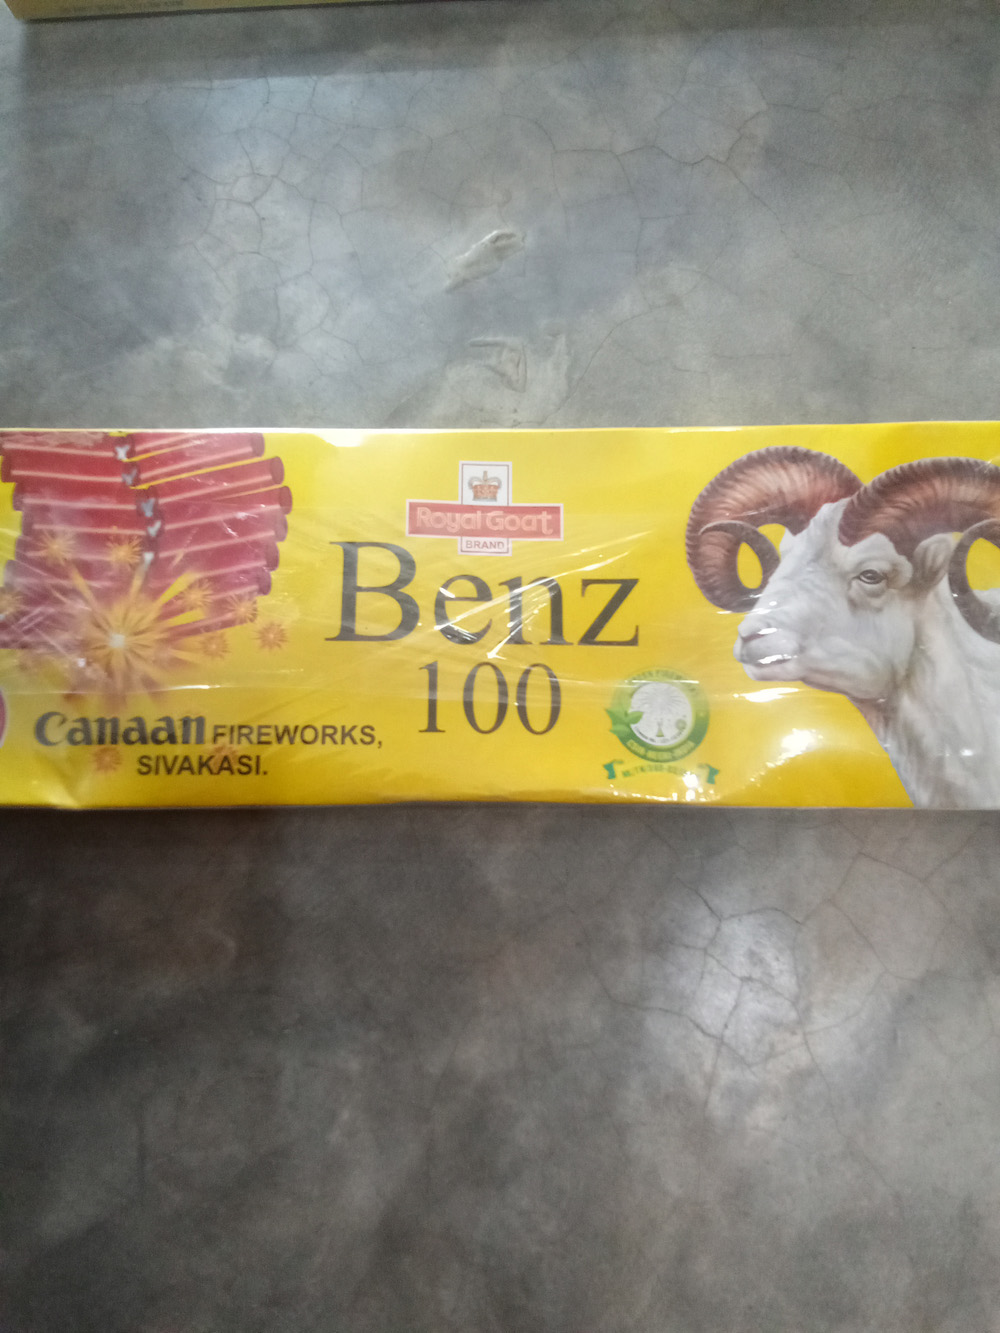 Royal Goat
BRAND
Benz
100
Canaan FIREWORKS,
SIVAKASI.